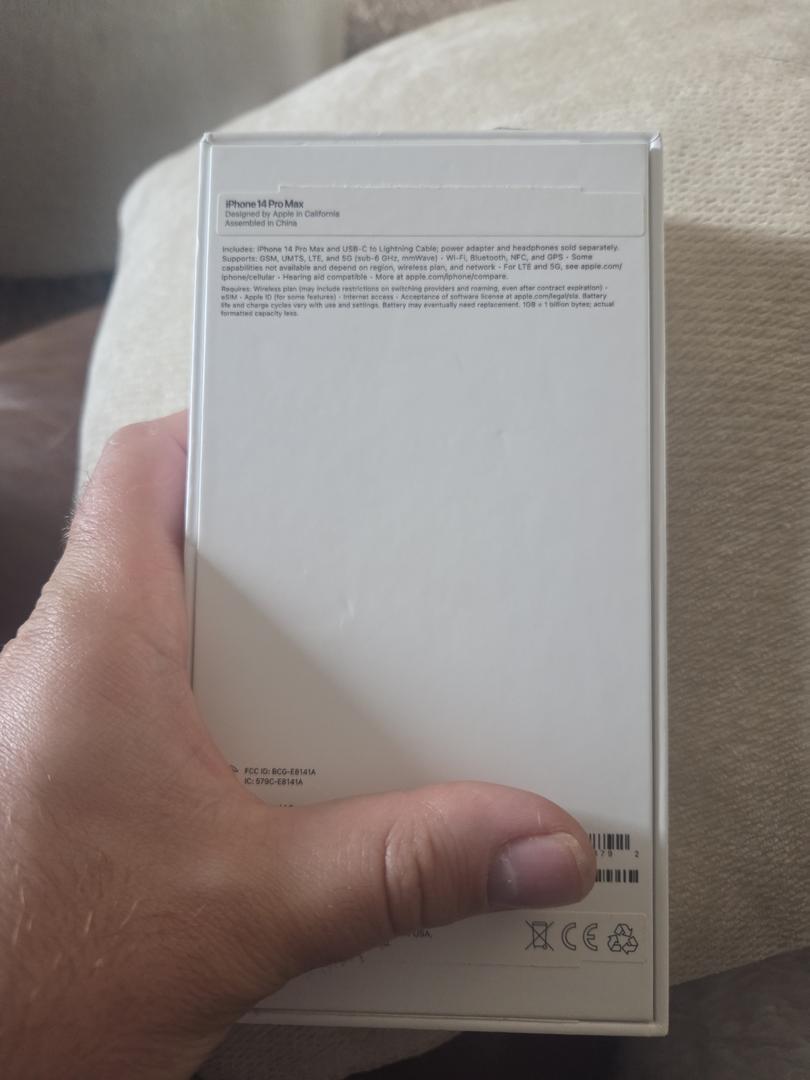 iPhone 14 Pro Max
Designed by Apple in California
Assembled in China
Includes: iPhone 14 Pro Max and USB-C to Lightning Cable; power adapter and headphones sold separately.
Supports: GSM, UMTS, LTE, and 5G (sub-6 GHz, mmWave) • Wi-Fi, Bluetooth, NFC, and GPS • Some
capabilities not available and depend on region, wireless plan, and network • For LTE and 5G, see apple.com/
iphone/cellular • Hearing aid compatible • More at apple.com/iphone/compare.
Requires: Wireless plan (may include restrictions on switching providers and roaming, even after contract expiration) •
eSIM • Apple ID (for some features) • Internet access • Acceptance of software license at apple.com/legal/sla. Battery
life and charge cycles vary with use and settings. Battery may eventually need replacement. 1GB = 1 billion bytes; actual
formatted capacity less.
FCC ID: BCG-E8141A
IC: 579C-E8141A
79 2
USA.
CE